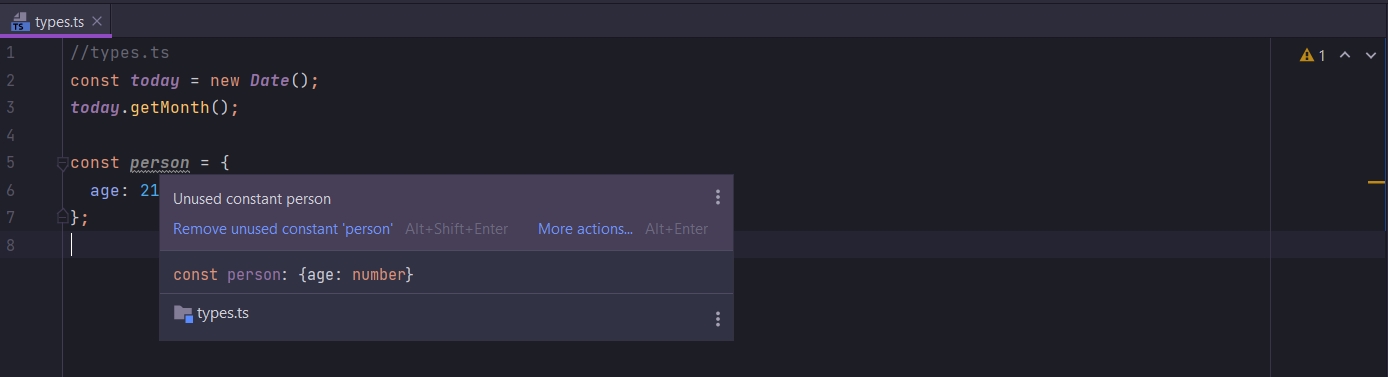 types.ts
1 //types.ts
2 const today = new Date();
3 today.getMonth();
4
5 const person = {
6 age: 21
7 };
8
1
Unused constant person
Remove unused constant 'person' Alt+Shift+Enter More actions... Alt+Enter
const person: {age: number}
types.ts